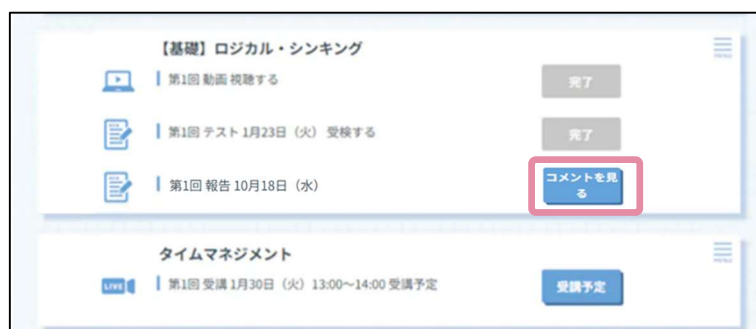 【基礎】ロジカル・シンキング
MENU
第1回 動画 視聴する
完了
第1回 テスト 1月23日（火） 受検する
完了
第1回 報告 10月18日（水）
コメントを見
る
タイムマネジメント
MENU
LIVE
第1回 受講 1月30日（火）13:00～14:00 受講予定
受講予定